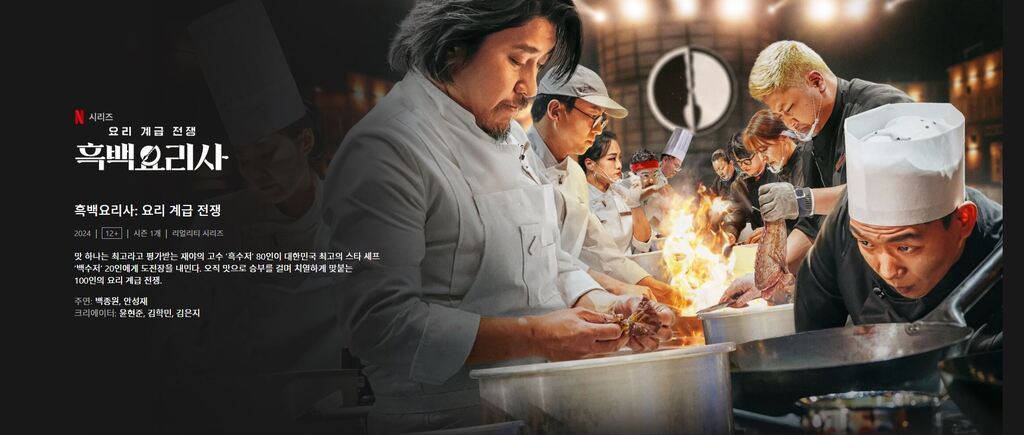 N 시리즈
요리 계급 전쟁
흑백요리사
흑백요리사: 요리 계급 전쟁
2024 | 12+ | 시즌 1개 | 리얼리티 시리즈
맛 하나는 최고라고 평가받는 재야의 고수 '흑수저' 80인이 대한민국 최고의 스타 셰프
'백수저' 20인에게 도전장을 내민다. 오직 맛으로 승부를 걸며 치열하게 맞붙는
100인의 요리 계급 전쟁.
주연: 백종원, 안성재
크리에이터: 윤현준, 김학민, 김은지